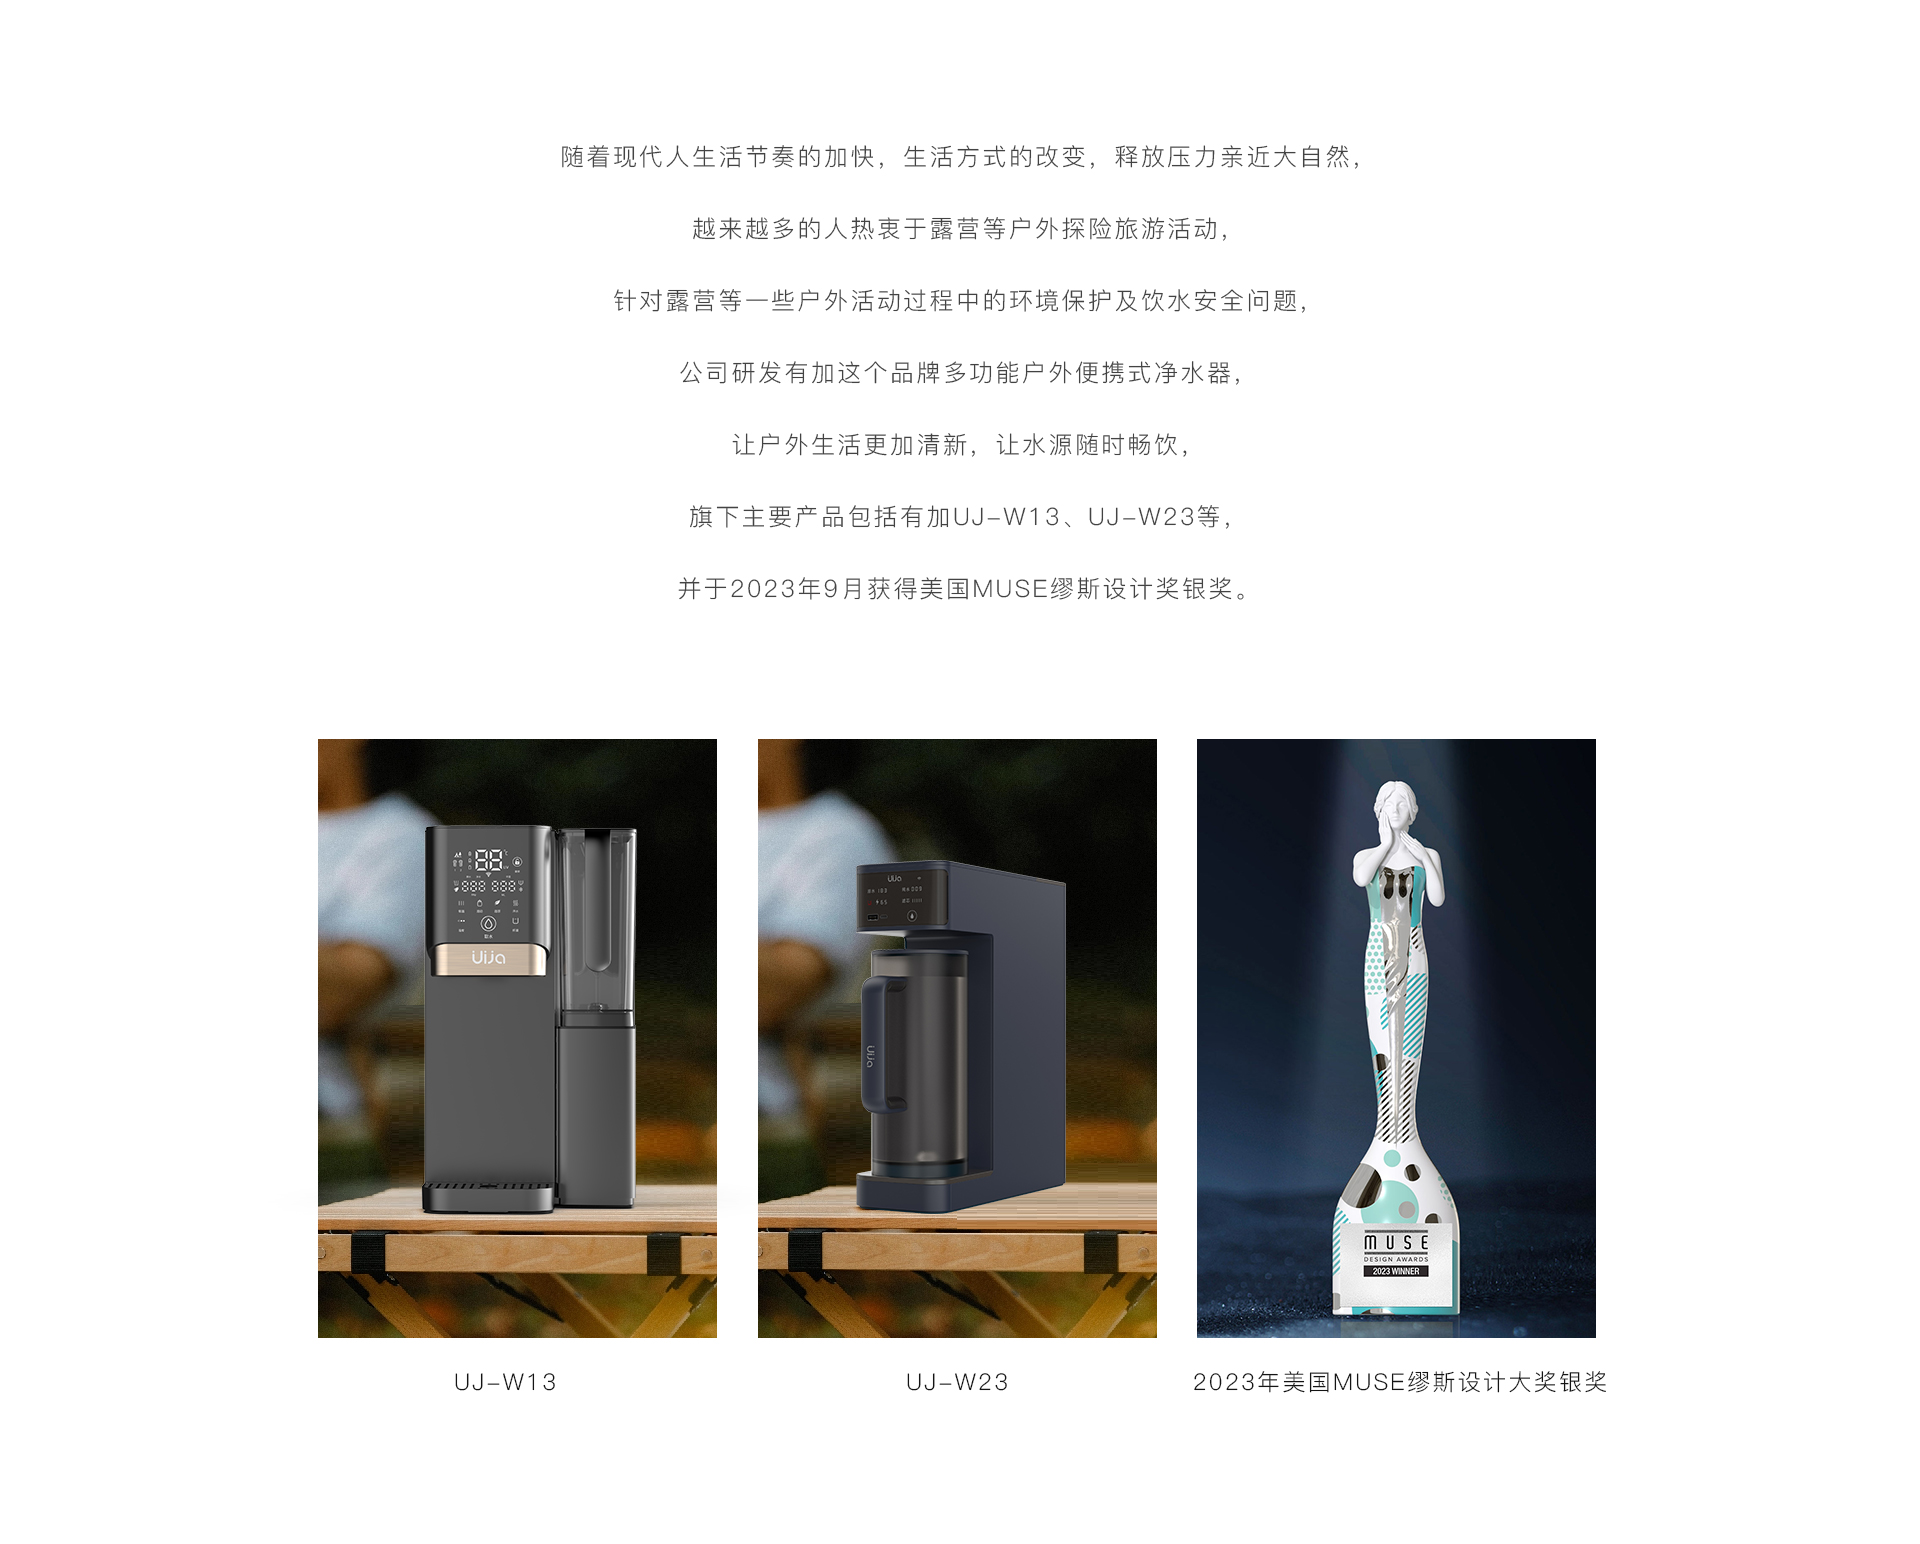 随着现代人生活节奏的加快，生活方式的改变，释放压力亲近大自然，
越来越多的人热衷于露营等户外探险旅游活动，
针对露营等一些户外活动过程中的环境保护及饮水安全问题，
公司研发有加这个品牌多功能户外便携式净水器，
让户外生活更加清新，让水源随时畅饮，
旗下主要产品包括有加UJ-W13、UJ-W23等，
并于2023年9月获得美国MUSE缪斯设计奖银奖。
88
888 888
UiJa
UiJa
UiJa
MUSE
DESIGN AWARDS
2023 WINNER
UJ-W13
UJ-W23
2023年美国MUSE缪斯设计大奖银奖